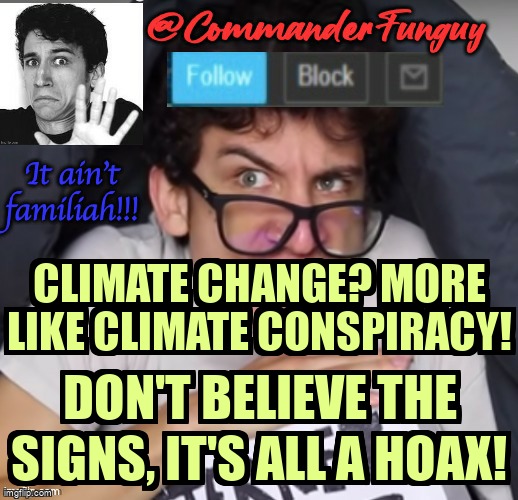 @CommanderFunguy
Follow Block
It ain't
familiah!!!
CLIMATE CHANGE? MORE
LIKE CLIMATE CONSPIRACY!
DON'T BELIEVE THE
SIGNS, IT'S ALL A HOAX!
imgflip.com